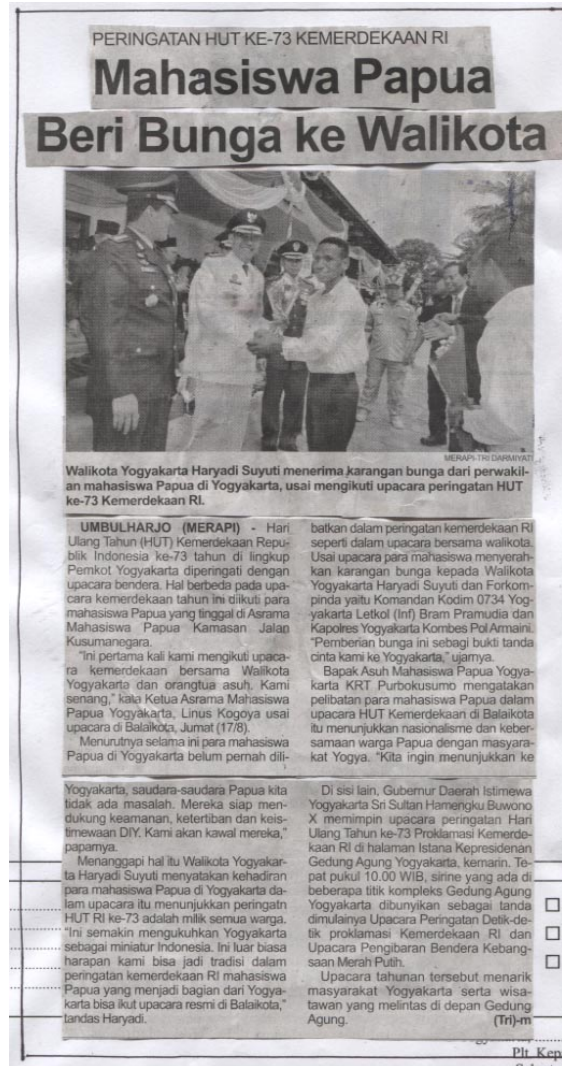 PERINGATAN HUT KE-73 KEMERDEKAAN RI
Mahasiswa Papua
Beri Bunga ke Walikota
MERAPI-TRI DARMIYATI
Walikota Yogyakarta Haryadi Suyuti menerima karangan bunga dari perwakil-
an mahasiswa Papua di Yogyakarta, usai mengikuti upacara peringatan HUT
ke-73 Kemerdekaan RI.
UMBULHARJO (MERAPI) - Hari
Ulang Tahun (HUT) Kemerdekaan Repu-
blik Indonesia ke-73 tahun di lingkup
Pemkot Yogyakarta diperingati dengan
upacara bendera. Hal berbeda pada upa-
cara kemerdekaan tahun ini diikuti para
mahasiswa Papua yang tinggal di Asrama
Mahasiswa Papua Kamasan Jalan
Kusumanegara.
"Ini pertama kali kami mengikuti upaca-
ra kemerdekaan bersama Walikota
Yogyakarta dan orangtua asuh. Kami
senang," kata Ketua Asrama Mahasiswa
Papua Yogyakarta, Linus Kogoya usai
upacara di Balaikota, Jumat (17/8).
Menurutnya selama ini para mahasiswa
Papua di Yogyakarta belum pernah dili-
batkan dalam peringatan kemerdekaan RI
seperti dalam upacara bersama walikota.
Usai upacara para mahasiswa menyerah-
kan karangan bunga kepada Walikota
Yogyakarta Haryadi Suyuti dan Forkom-
pinda yaitu Komandan Kodim 0734 Yog-
yakarta Letkol (Inf) Bram Pramudia dan
Kapolres Yogyakarta Kombes Pol Armaini.
"Pemberian bunga ini sebagi bukti tanda
cinta kami ke Yogyakarta," ujarnya.
Bapak Asuh Mahasiswa Papua Yogya-
karta KRT Purbokusumo mengatakan
pelibatan para mahasiswa Papua dalam
upacara HUT Kemerdekaan di Balaikota
itu menunjukkan nasionalisme dan keber-
samaan warga Papua dengan masyara-
kat Yogya. "Kita ingin menunjukkan ke
Yogyakarta, saudara-saudara Papua kita
tidak ada masalah. Mereka siap men-
dukung keamanan, ketertiban dan keis-
timewaan DIY. Kami akan kawal mereka,"
paparnya.
Menanggapi hal itu Walikota Yogyakar-
ta Haryadi Suyuti menyatakan kehadiran
para mahasiswa Papua di Yogyakarta da-
lam upacara itu menunjukkan peringatn
HUT RI ke-73 adalah milik semua warga.
"Ini semakin mengukuhkan Yogyakarta
sebagai miniatur Indonesia. Ini luar biasa
harapan kami bisa jadi tradisi dalam
peringatan kemerdekaan RI mahasiswa
Papua yang menjadi bagian dari Yogya-
karta bisa ikut upacara resmi di Balaikota,"
tandas Haryadi.
Di sisi lain, Gubernur Daerah Istimewa
Yogyakarta Sri Sultan Hamengku Buwono
X memimpin upacara peringatan Hari
Ulang Tahun ke-73 Proklamasi Kemerde-
kaan RI di halaman Istana Kepresidenan
Gedung Agung Yogyakarta, kemarin. Te-
pat pukul 10.00 WIB, sirine yang ada di
beberapa titik kompleks Gedung Agung
Yogyakarta dibunyikan sebagai tanda
dimulainya Upacara Peringatan Detik-de-
tik proklamasi Kemerdekaan RI dan
Upacara Pengibaran Bendera Kebang-
saan Merah Putih.
Upacara tahunan tersebut menarik
masyarakat Yogyakarta serta wisa-
tawan yang melintas di depan Gedung
Agung. (Tri)-m
Plt. Kep